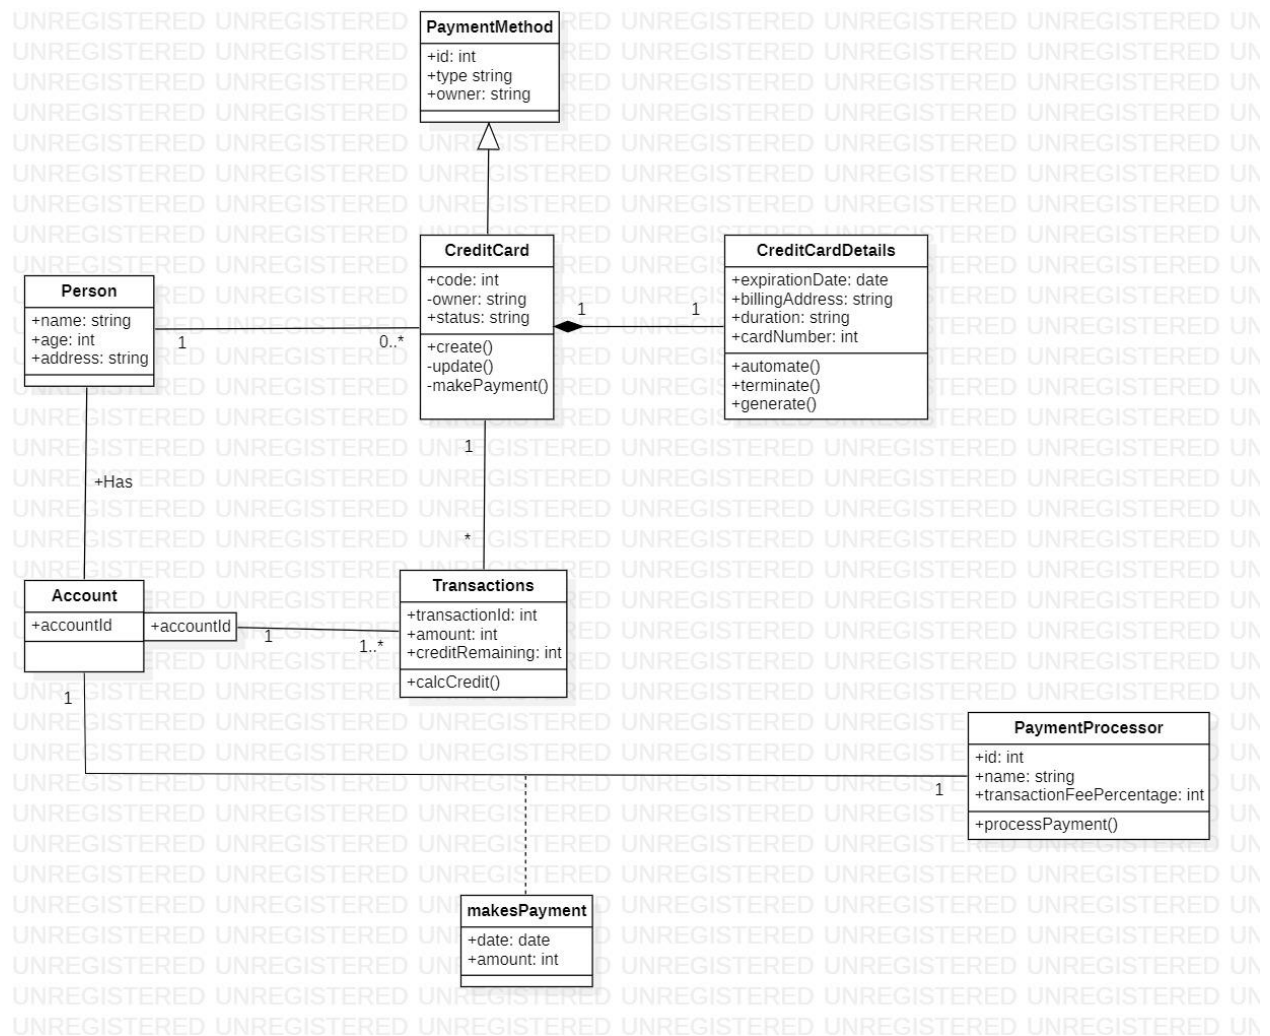 PaymentMethod
+id: int
+type string
+owner: string
CreditCard
+code: int
-owner: string
+status: string
+create()
-update()
-makePayment()
CreditCardDetails
+expirationDate: date
+billingAddress: string
+duration: string
+cardNumber: int
+automate()
+terminate()
+generate()
1
1
Person
+name: string
+age: int
+address: string
1
0..*
+Has
1
*
Account
+accountId
+accountId
1
1..*
Transactions
+transactionId: int
+amount: int
+creditRemaining: int
+calcCredit()
1
1
PaymentProcessor
+id: int
+name: string
+transactionFeePercentage: int
+processPayment()
makesPayment
+date: date
+amount: int
UNREGISTERED